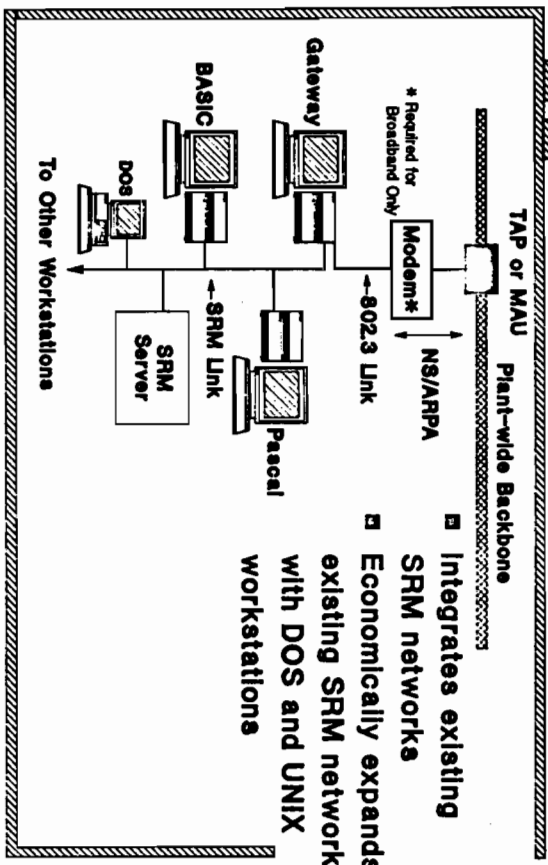 TAP or MAU
Plant-wide Backbone
Modem*
NS/ARPA
* Required for
Broadband Only
802.3 Link
Gateway
BASIC
SRM Link
Pascal
DOS
SRM
Server
To Other Workstations
Integrates existing
SRM networks
Economically expands
existing SRM network
with DOS and UNIX
workstations